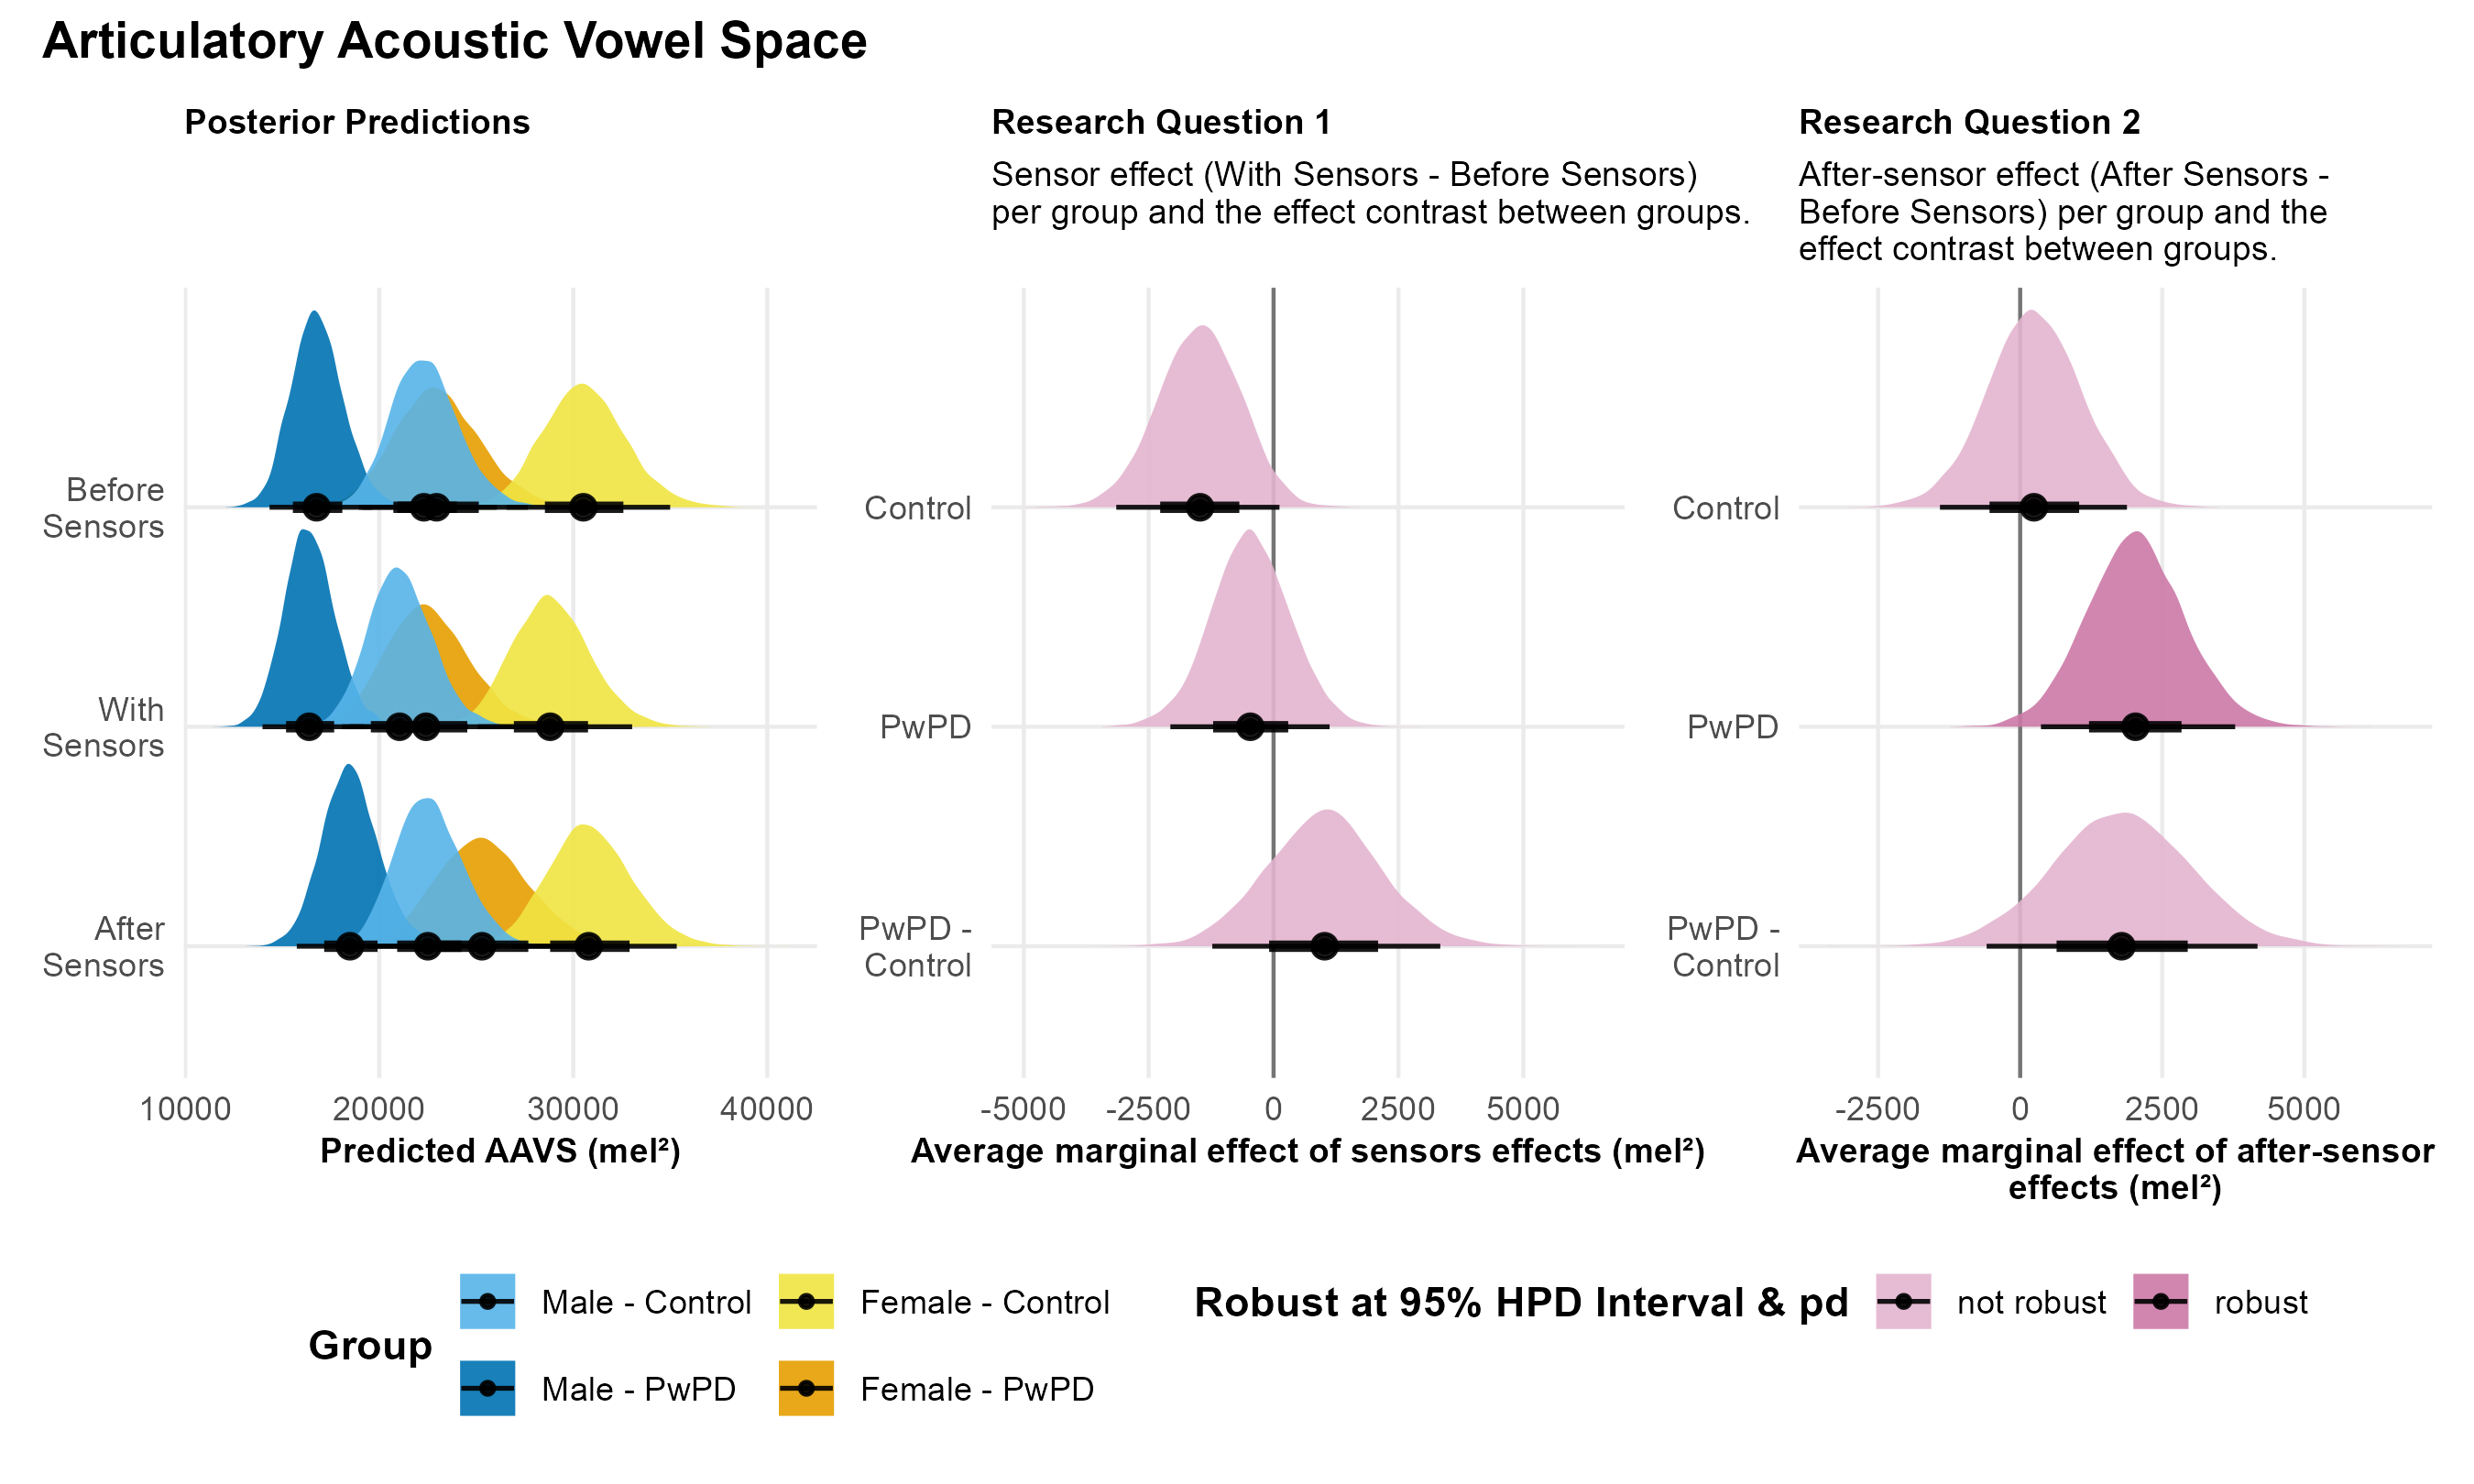 Articulatory Acoustic Vowel Space
Posterior Predictions
Before
Sensors
With
Sensors
After
Sensors
10000 20000 30000 40000
Predicted AAVS (mel²)
Research Question 1
Sensor effect (With Sensors - Before Sensors)
per group and the effect contrast between groups.
Control
PwPD
PwPD -
Control
-5000 -2500 0 2500 5000
Average marginal effect of sensors effects (mel²)
Research Question 2
After-sensor effect (After Sensors -
Before Sensors) per group and the
effect contrast between groups.
Control
PwPD
PwPD -
Control
-2500 0 2500 5000
Average marginal effect of after-sensor
effects (mel²)
Group
Male - Control
Female - Control
Male - PwPD
Female - PwPD
Robust at 95% HPD Interval & pd
not robust
robust